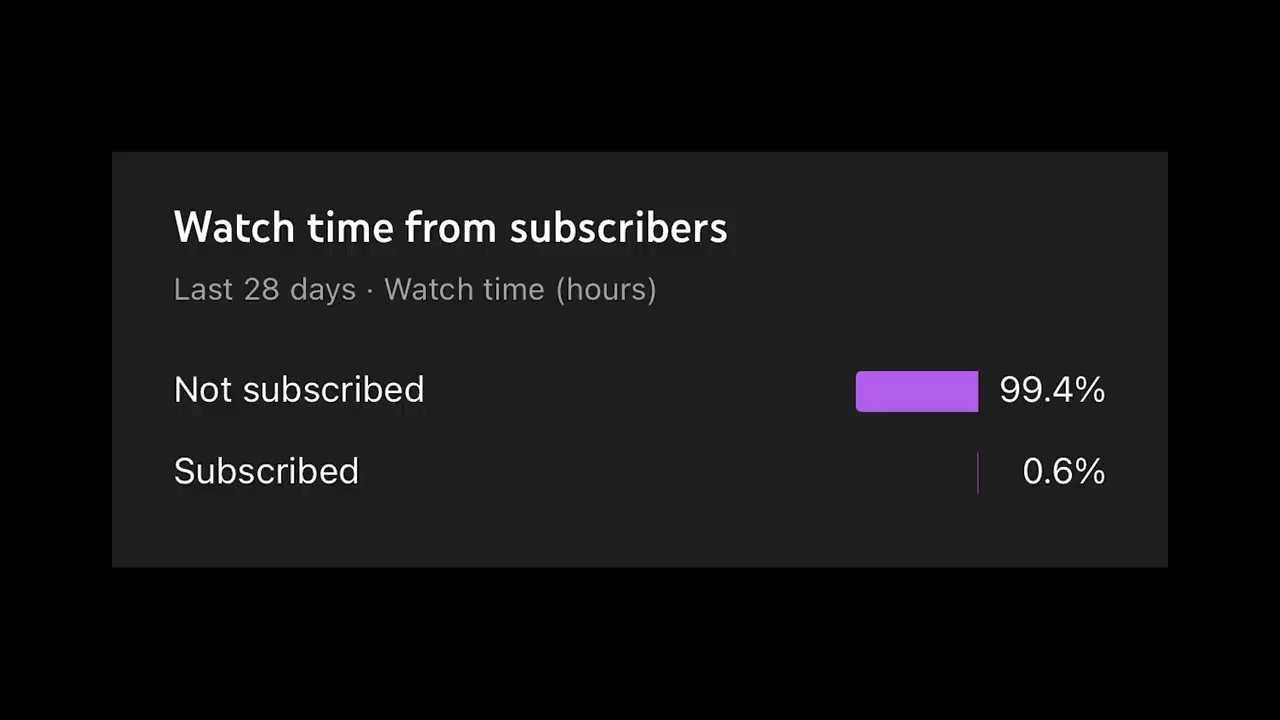 Watch time from subscribers
Last 28 days · Watch time (hours)
Not subscribed 99.4%
Subscribed 0.6%